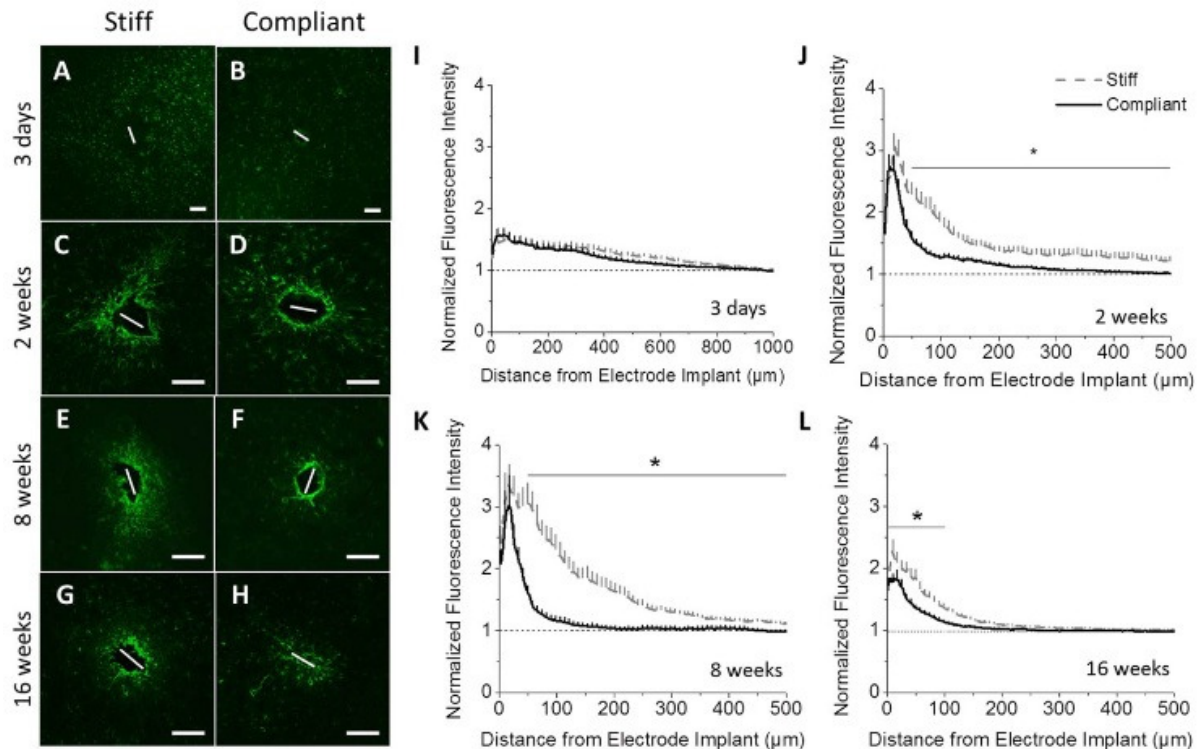 Stiff Compliant
A B
3 days
C D
2 weeks
E F
8 weeks
G H
16 weeks
I
Normalized Fluorescence Intensity
4
3
2
1
0
3 days
0 200 400 600 800 1000
Distance from Electrode Implant (µm)
J
Normalized Fluorescence Intensity
4
3
2
1
0
Stiff
Compliant
*
2 weeks
0 100 200 300 400 500
Distance from Electrode Implant (µm)
K
Normalized Fluorescence Intensity
4
3
2
1
0
*
8 weeks
0 100 200 300 400 500
Distance from Electrode Implant (µm)
L
Normalized Fluorescence Intensity
4
3
2
1
0
*
16 weeks
0 100 200 300 400 500
Distance from Electrode Implant (µm)